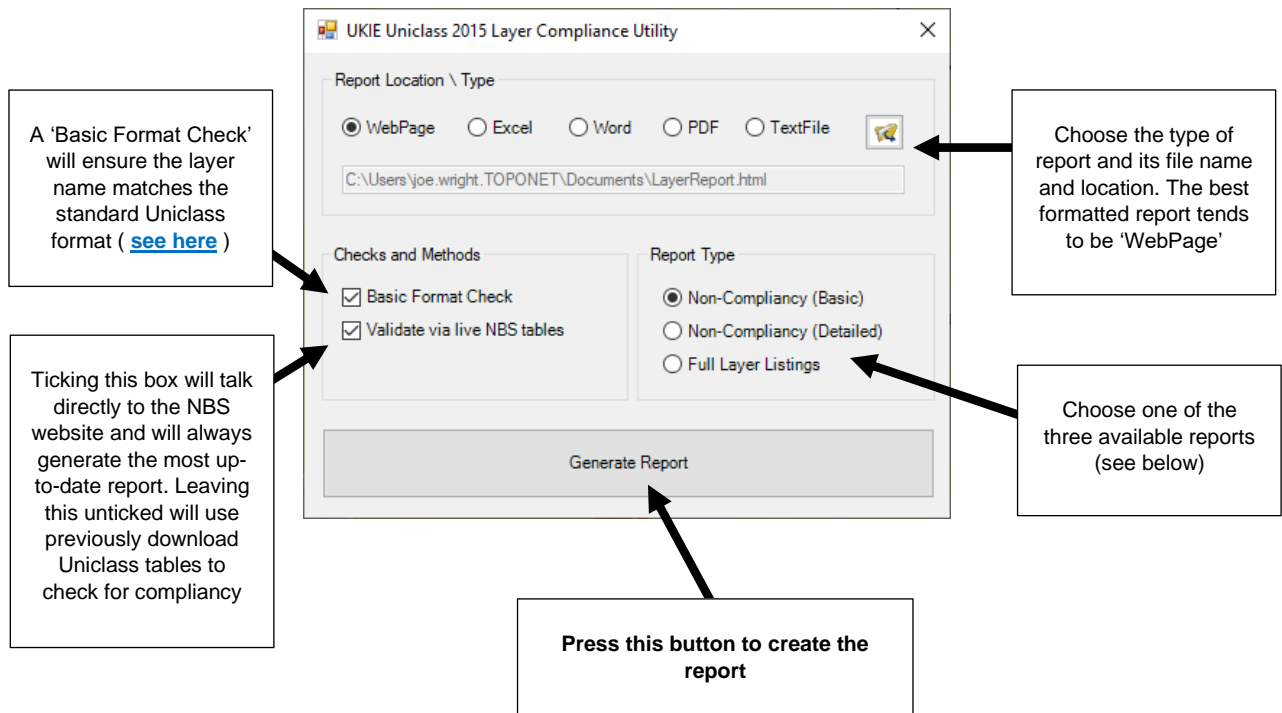 UKIE Uniclass 2015 Layer Compliance Utility
Report Location \ Type
WebPage Excel Word PDF TextFile
C:\Users\joe.wright.TOPONET\Documents\LayerReport.html
Checks and Methods
Basic Format Check
Validate via live NBS tables
Report Type
Non-Compliancy (Basic)
Non-Compliancy (Detailed)
Full Layer Listings
Generate Report
A ‘Basic Format Check’
will ensure the layer
name matches the
standard Uniclass
format ( see here )
Ticking this box will talk
directly to the NBS
website and will always
generate the most up-
to-date report. Leaving
this unticked will use
previously download
Uniclass tables to
check for compliancy
Choose the type of
report and its file name
and location. The best
formatted report tends
to be ‘WebPage’
Choose one of the
three available reports
(see below)
Press this button to create the
report